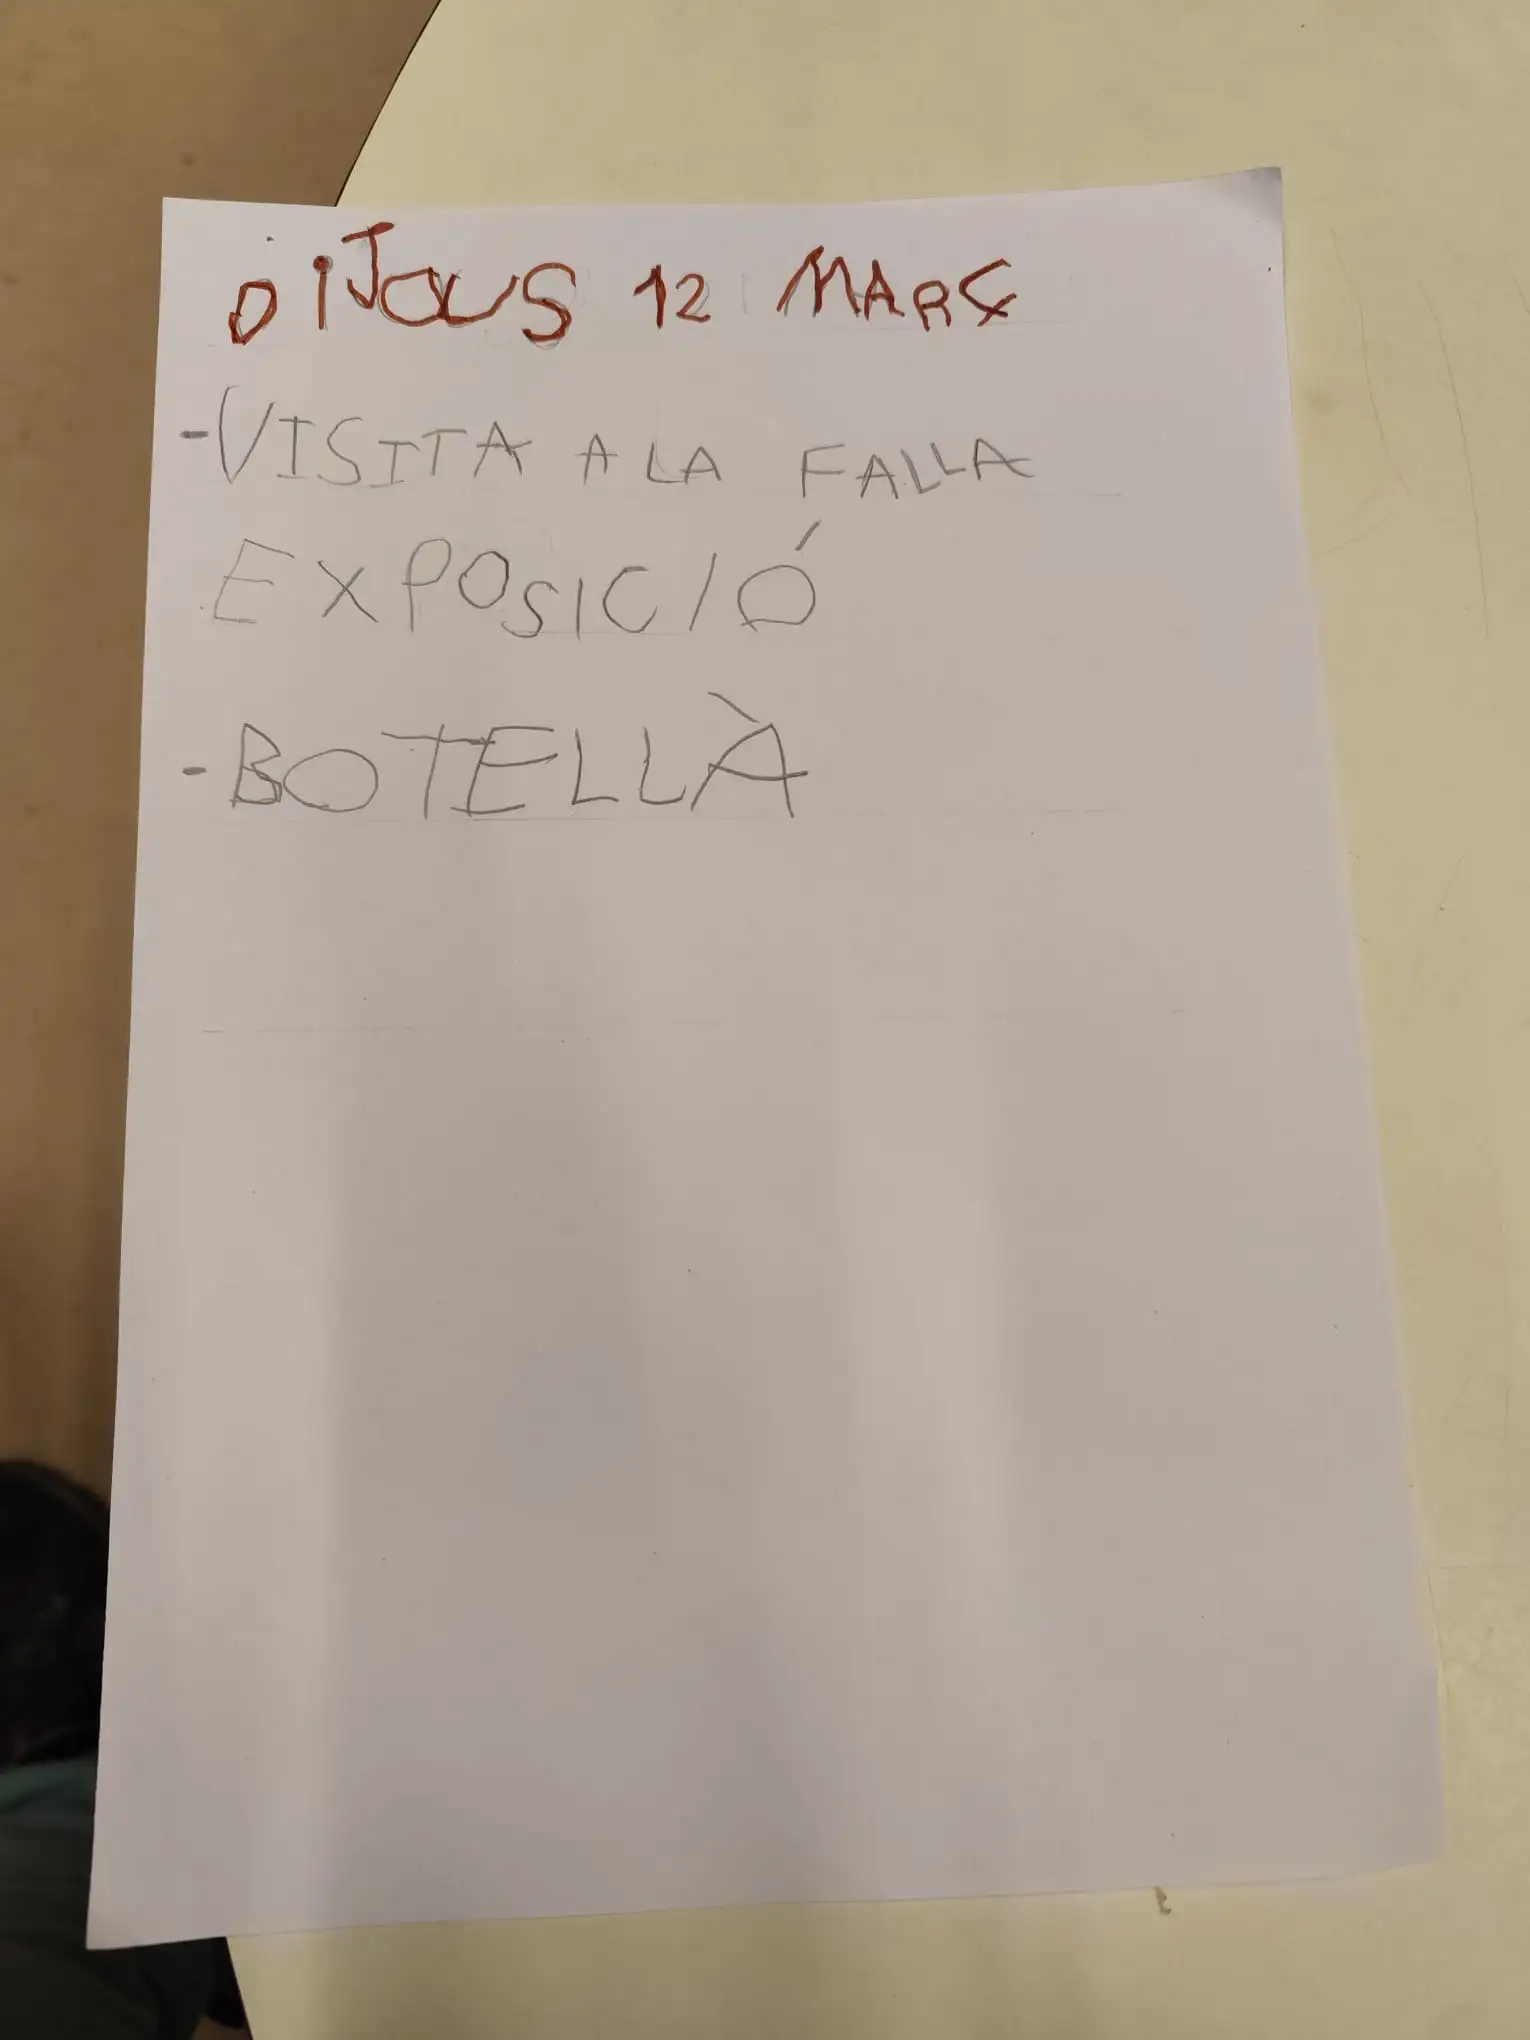 DiJOUS 12 MARÇ
-VISITA A LA FALLA
EXPOSICIÓ
-BOTELLÀ